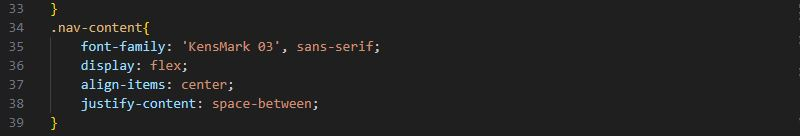 33 }
34 .nav-content{
35 font-family: 'KensMark 03', sans-serif;
36 display: flex;
37 align-items: center;
38 justify-content: space-between;
39 }